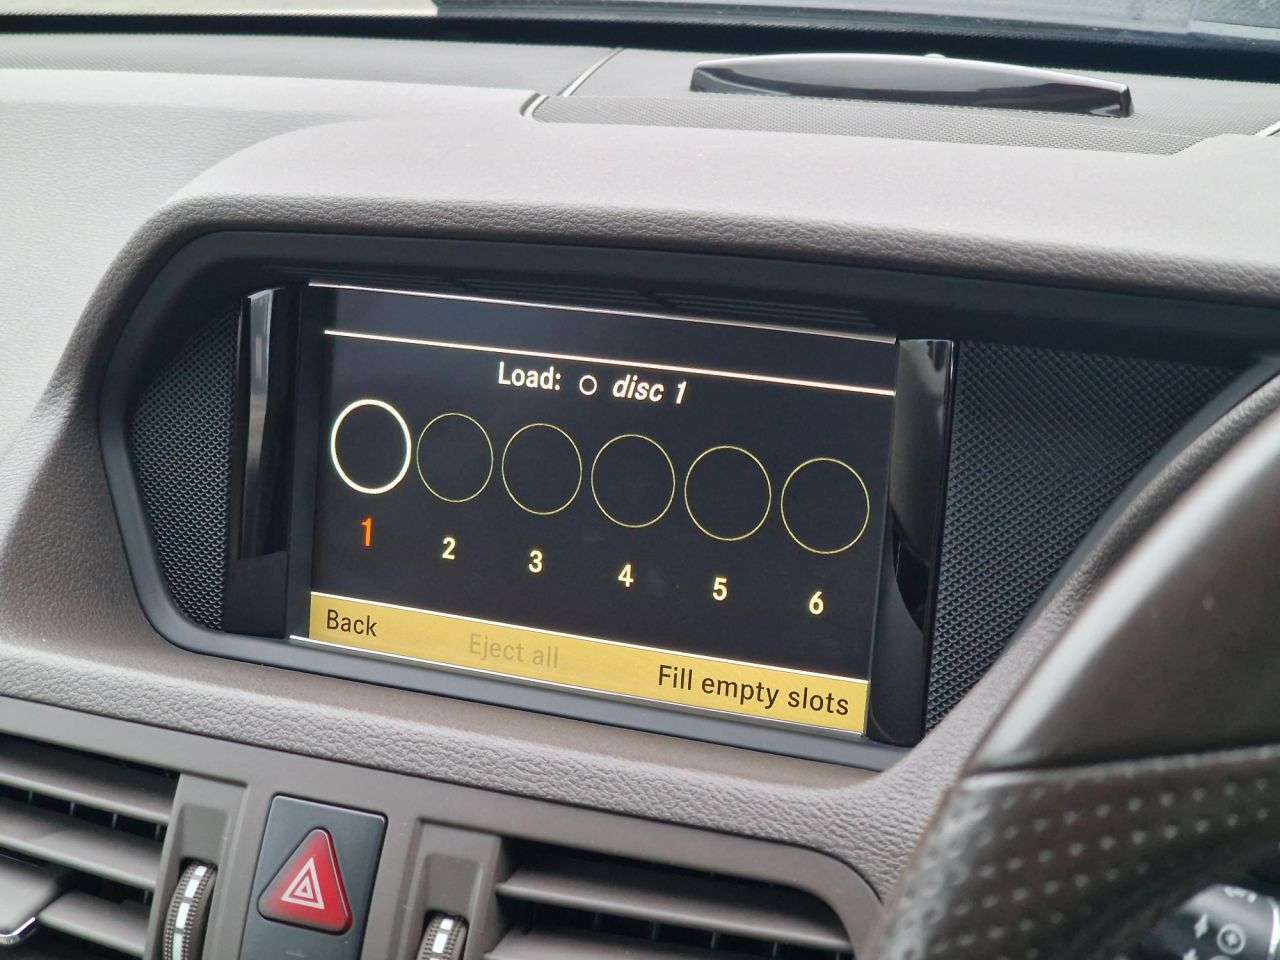 Load: disc 1
1 2 3 4 5 6
Back Eject all Fill empty slots